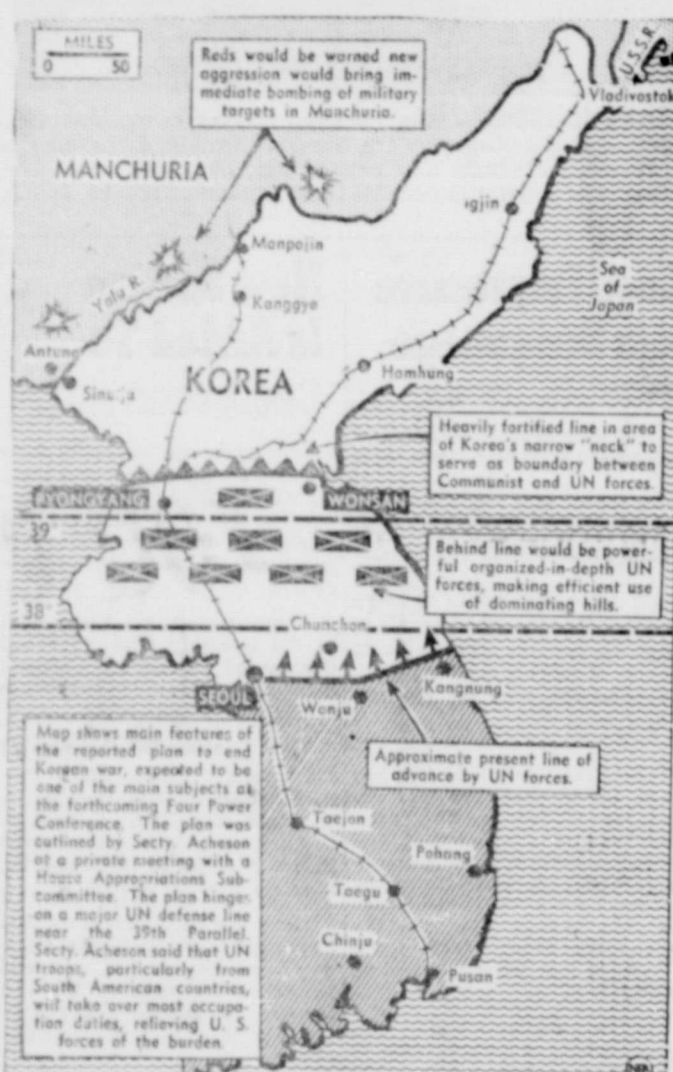 MILES
0 50
Reds would be warned new
aggression would bring im-
mediate bombing of military
targets in Manchuria.
U.S.S.R.
Vladivostok
MANCHURIA
gjin
Manpojin
Sea
of
Japan
Yalu R.
Kanggye
Antung
KOREA
Hamhung
Heavily fortified line in area
of Korea's narrow "neck" to
serve as boundary between
Communist and UN forces.
PYONGYANG
WONSAN
39°
Behind line would be power-
ful organized-in-depth UN
forces, making efficient use
of dominating hills.
38°
Chunchon
SEOUL
Wonju
Kangnung
Approximate present line of
advance by UN forces.
Map shows main features of
the reported plan to end
Korean war, expected to be
one of the main subjects at
the forthcoming Four Power
Conference. The plan was
outlined by Secty. Acheson
at a private meeting with a
House Appropriations Sub-
committee. The plan hinges
on a major UN defense line
near the 39th Parallel.
Secty. Acheson said that UN
troops, particularly from
South American countries,
will take over most occupa-
tion duties, relieving U. S.
forces of the burden.
Taejon
Pohang
Taegu
Chinju
Pusan